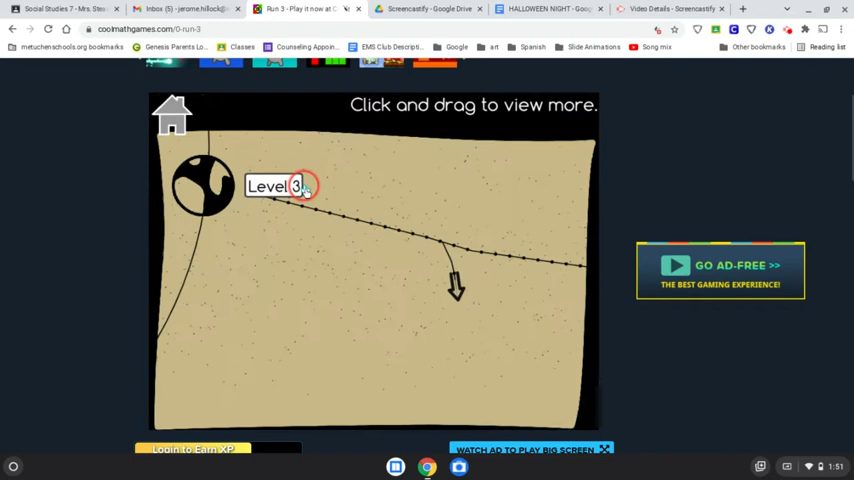 Social Studies 7 - Mrs. Ste
Inbox (5) - jerome.hillock@
Run 3 - Play it now at C
Screencastify - Google Drive
HALLOWEEN NIGHT - Goog
Video Details - Screencastify
coolmathgames.com/0-run-3
metuchenschools.org bookmarks
Genesis Parents Lo
Classes
Counseling Appoin
EMS Club Descripti
Google
art
Spanish
Slide Animations
Song mix
Other bookmarks
Reading list
Click and drag to view more.
Level 3
GO AD-FREE >>
THE BEST GAMING EXPERIENCE!
Login to Earn XP
WATCH AD TO PLAY BIG SCREEN
1:51